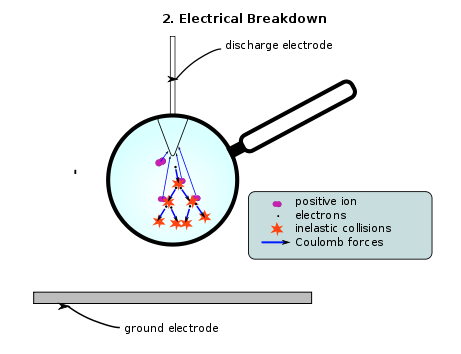 2. Electrical Breakdown
discharge electrode
positive ion
electrons
inelastic collisions
Coulomb forces
ground electrode